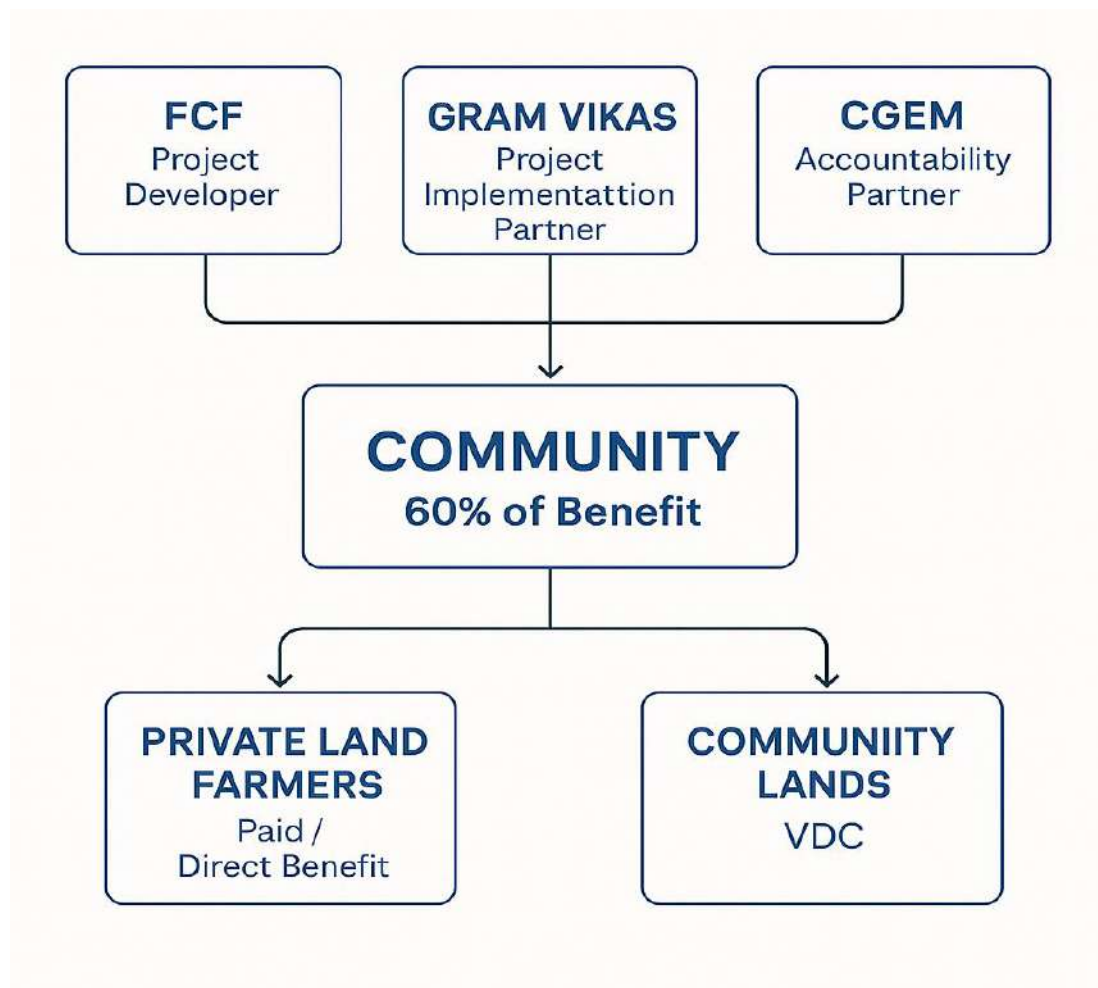 FCF
Project
Developer
GRAM VIKAS
Project
Implementattion
Partner
CGEM
Accountability
Partner
COMMUNITY
60% of Benefit
PRIVATE LAND
FARMERS
Paid /
Direct Benefit
COMMUNIITY
LANDS
VDC